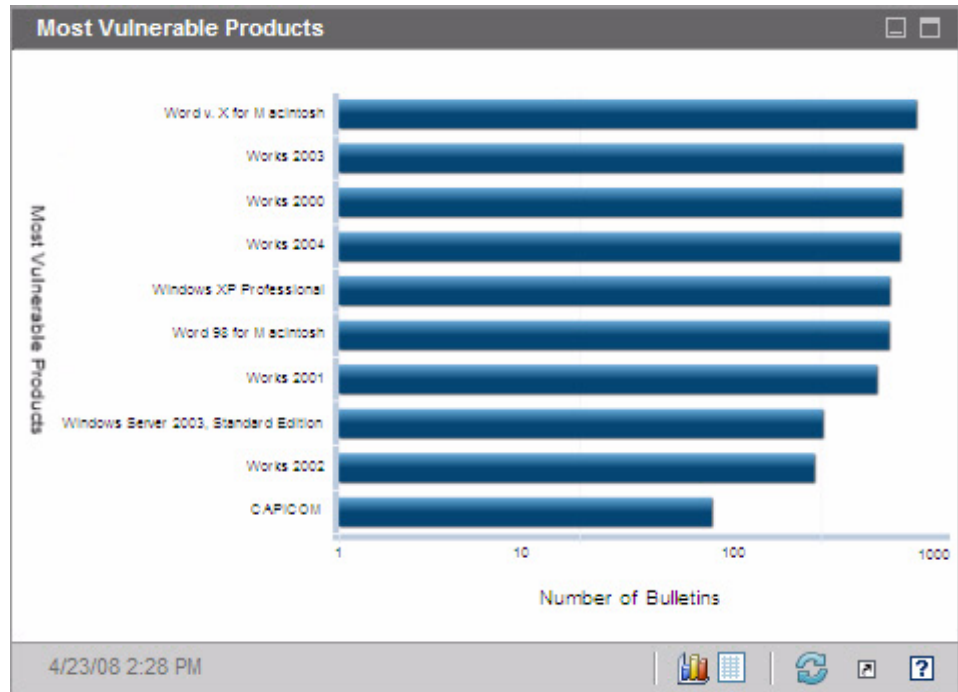 Most Vulnerable Products
Most Vulnerable Products
Word v. X for Macintosh
Works 2003
Works 2000
Works 2004
Windows XP Professional
Word 98 for Macintosh
Works 2001
Windows Server 2003, Standard Edition
Works 2002
CAPICOM
1 10 100 1000
Number of Bulletins
4/23/08 2:28 PM
?